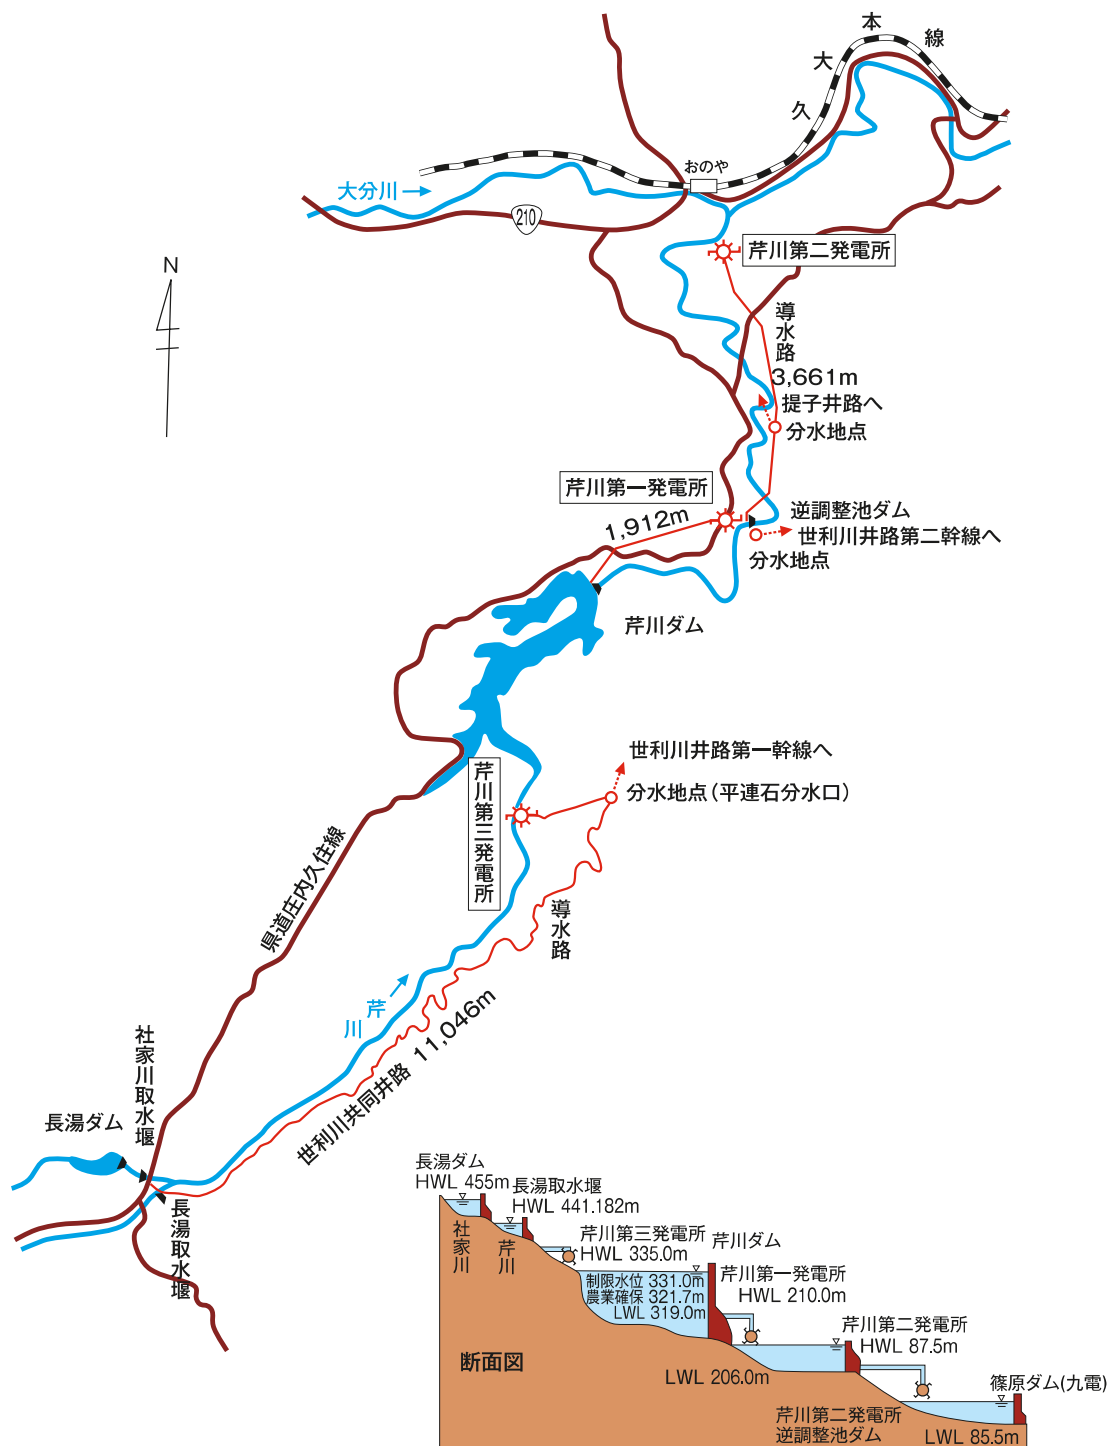 久大本線
おのや
大分川
210
芹川第二発電所
N
導水路
3,661m
提子井路へ
分水地点
芹川第一発電所
1,912m
逆調整池ダム
世利川井路第二幹線へ
分水地点
芹川ダム
世利川井路第一幹線へ
分水地点(平連石分水口)
芹川第三発電所
導水路
県道庄内久住線
芹川
世利川共同井路 11,046m
社家川取水堰
長湯ダム
長湯取水堰
長湯ダム
HWL 455m
長湯取水堰
HWL 441.182m
社家川
芹川
芹川第三発電所
HWL 335.0m
芹川ダム
制限水位 331.0m
農業確保 321.7m
LWL 319.0m
芹川第一発電所
HWL 210.0m
芹川第二発電所
HWL 87.5m
断面図
LWL 206.0m
篠原ダム(九電)
芹川第二発電所
逆調整池ダム
LWL 85.5m